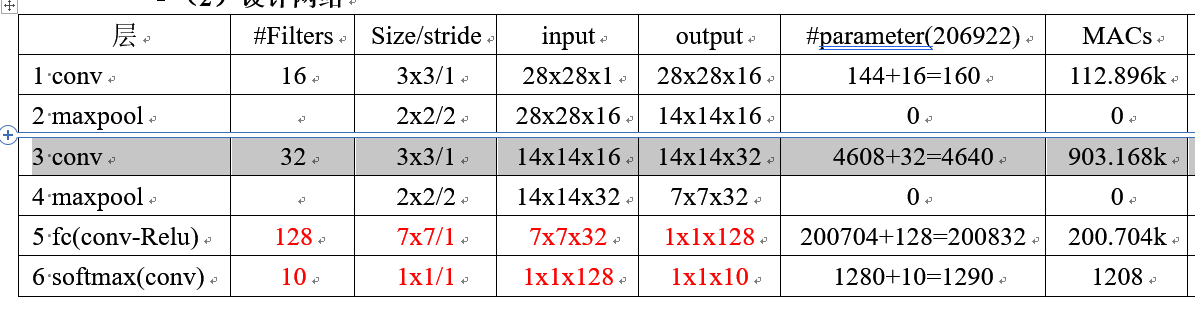 （2）设计网络
层 #Filters Size/stride input output #parameter(206922) MACs
1 conv 16 3x3/1 28x28x1 28x28x16 144+16=160 112.896k
2 maxpool 2x2/2 28x28x16 14x14x16 0 0
3 conv 32 3x3/1 14x14x16 14x14x32 4608+32=4640 903.168k
4 maxpool 2x2/2 14x14x32 7x7x32 0 0
5 fc(conv-Relu) 128 7x7/1 7x7x32 1x1x128 200704+128=200832 200.704k
6 softmax(conv) 10 1x1/1 1x1x128 1x1x10 1280+10=1290 1208